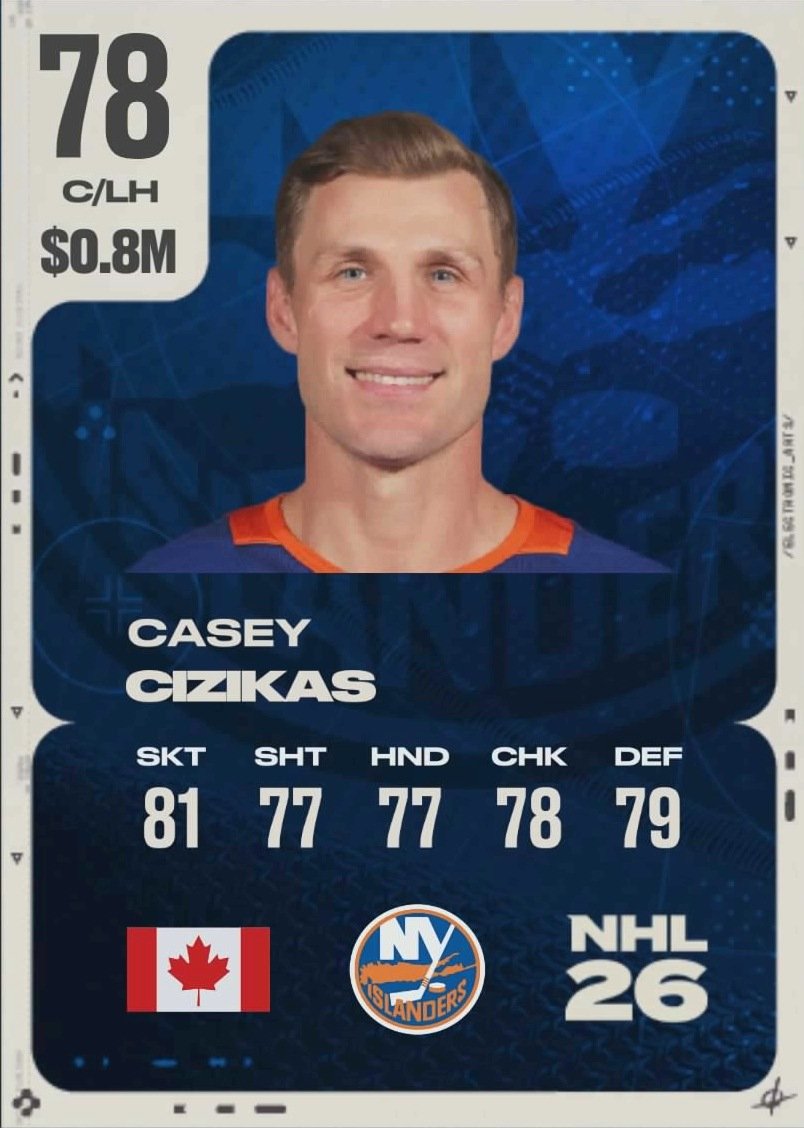 78
C/LH
$0.8M
CASEY
CIZIKAS
SKT SHT HND CHK DEF
81 77 77 78 79
NY
ISLANDERS
NHL
26
/ELECTRONIC_ARTS/